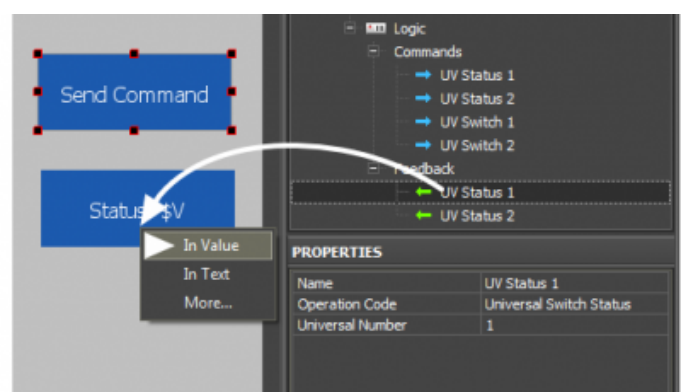 Logic
Commands
UV Status 1
UV Status 2
UV Switch 1
UV Switch 2
Feedback
UV Status 1
UV Status 2
Send Command
$V
In Value
In Text
More...
PROPERTIES
Name UV Status 1
Operation Code Universal Switch Status
Universal Number 1